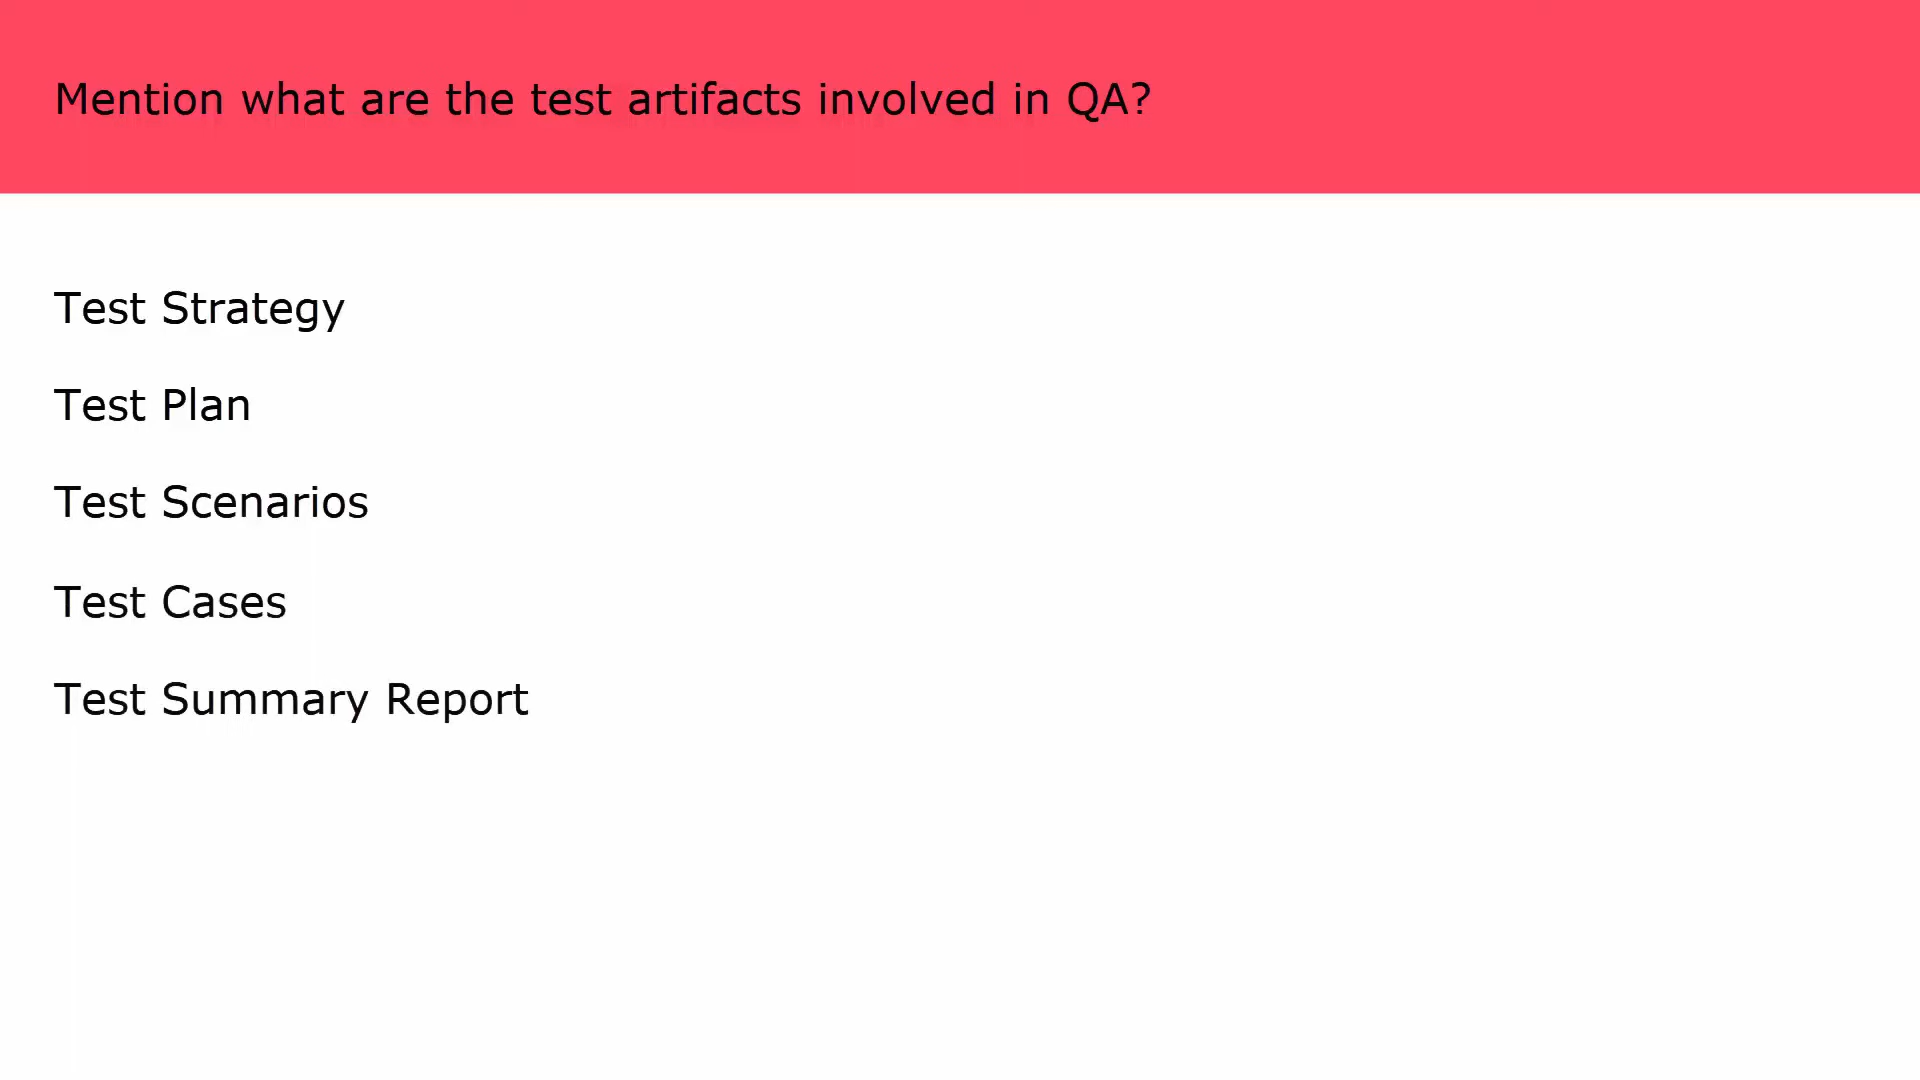 Mention what are the test artifacts involved in QA?
Test Strategy
Test Plan
Test Scenarios
Test Cases
Test Summary Report